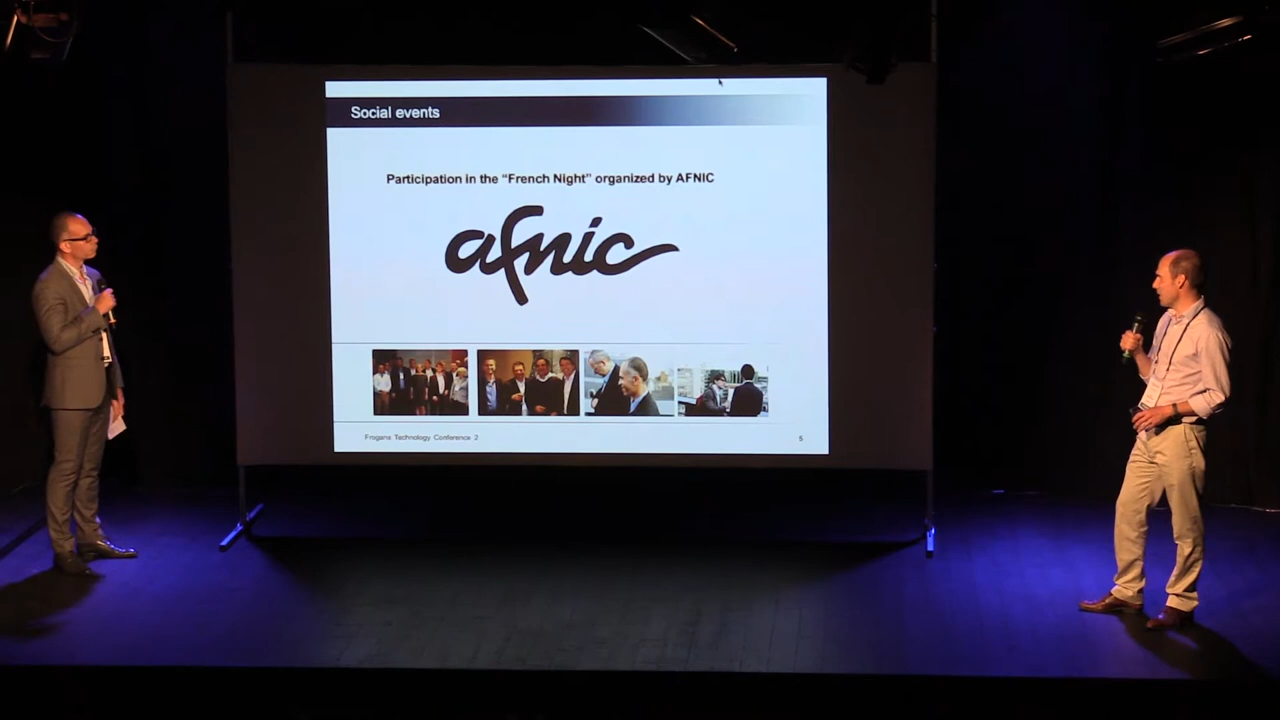 Social events
Participation in the “French Night” organized by AFNIC
afnic
Frogans Technology Conference 2
5